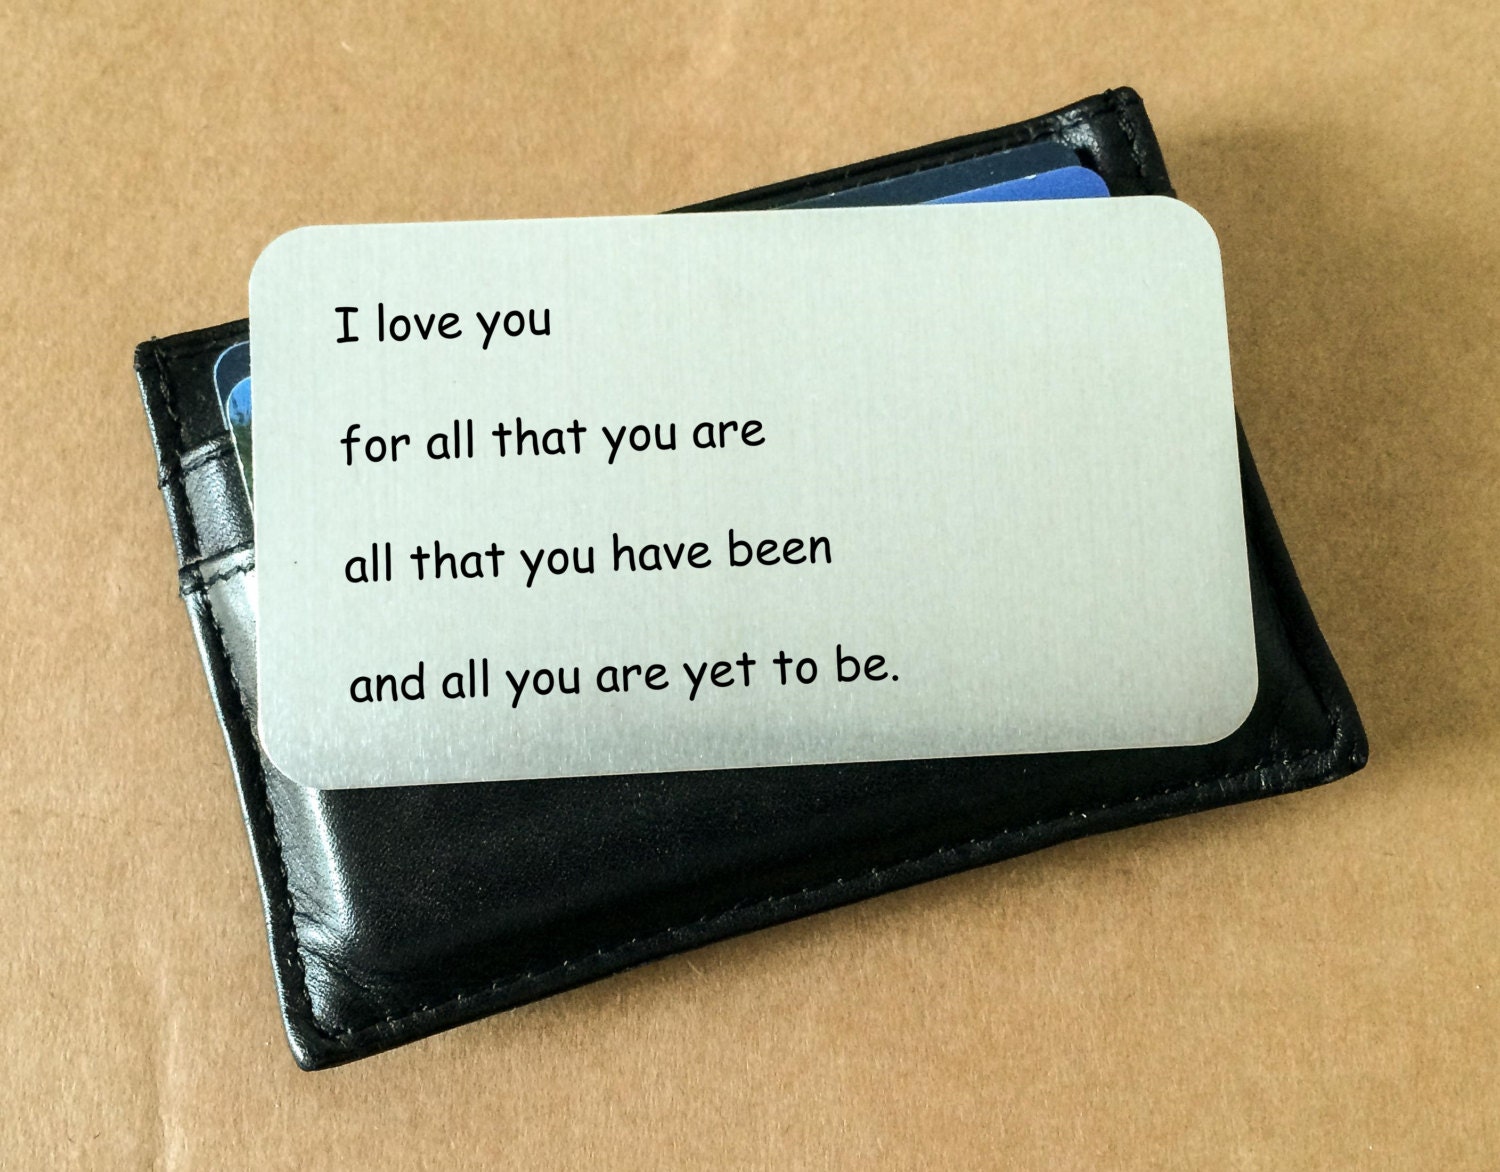 I love you
for all that you are
all that you have been
and all you are yet to be.